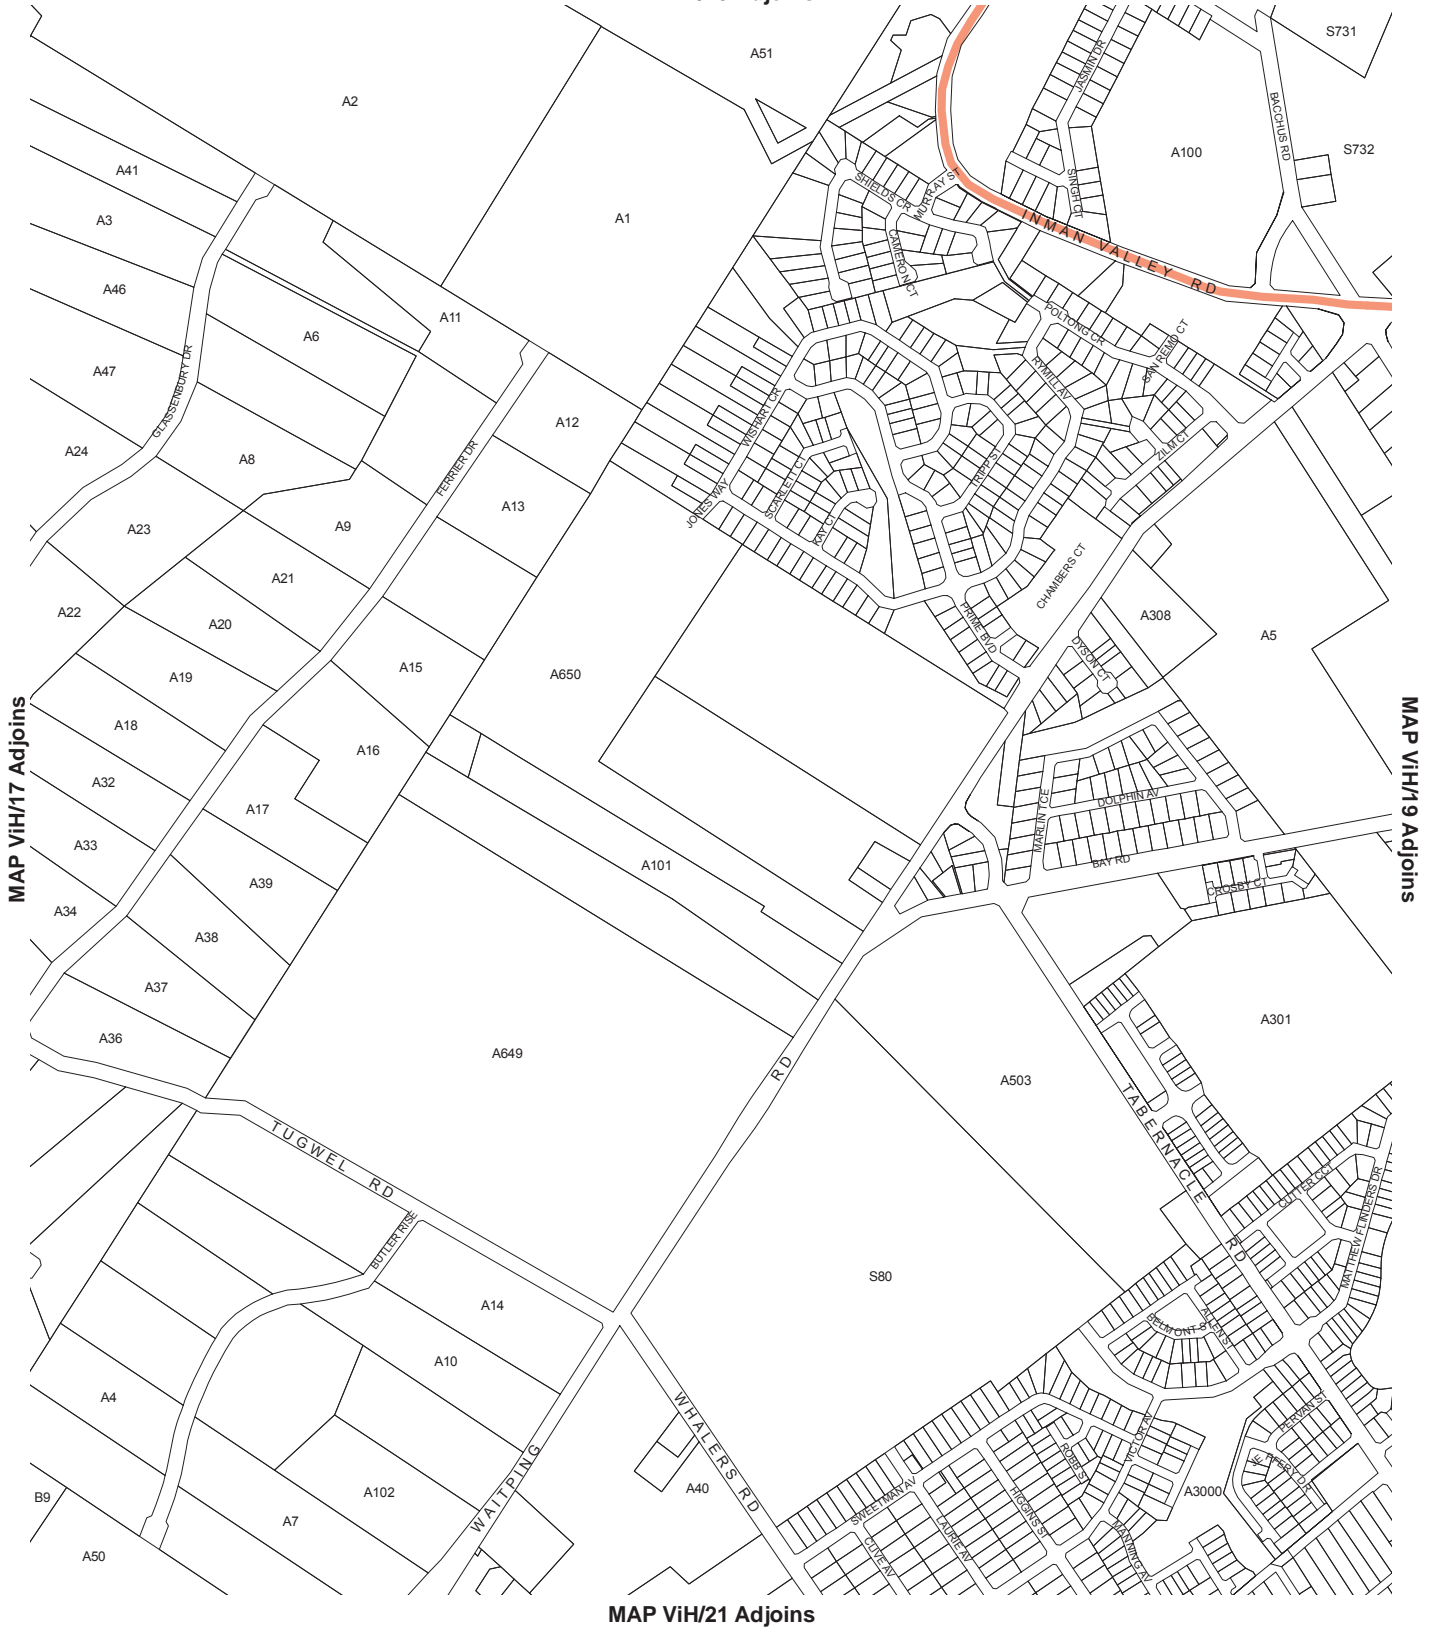 S731
A51
JASMIN DR
A2
BACCHUS RD
A100
S732
A41
SHIELDS CR
MURRAY ST
SINGH CT
A3
A1
INMAN VALLEY RD
CAMERON CT
A46
A11
A6
POLTONG CR
SAN REMO CT
GLASSENBURY DR
A47
RYMILL AV
WISHART CR
A12
A24
A8
FERRIER DR
ZILM CT
TRIPP ST
SCARLETT CT
JONES WAY
A13
A23
A9
KAY CT
A21
CHAMBERS CT
A22
A20
A308
A5
PRIME BVD
DYSON CT
A15
A19
A650
MAP ViH/17 Adjoins
MAP ViH/19 Adjoins
A18
A16
A32
DOLPHIN AV
A17
MARLIN TCE
A33
BAY RD
A101
A39
CROSBY CT
A34
A38
A37
A301
A36
A649
RD
A503
TABERNACLE RD
TUGWEL RD
CUTTER CCT
MATTHEW FLINDERS DR
BUTLER RISE
S80
A14
ALLEN S
BELMONT ST
A10
A4
WHALERS RD
PERVAN ST
VICTOR AV
ROBB ST
JEFFERY DR
WAITPING
A102
B9
A40
A3000
SWEETMAN AV
HIGGINS ST
A7
LAURIE AV
MANNING AV
CLIVE AV
A50
MAP ViH/21 Adjoins